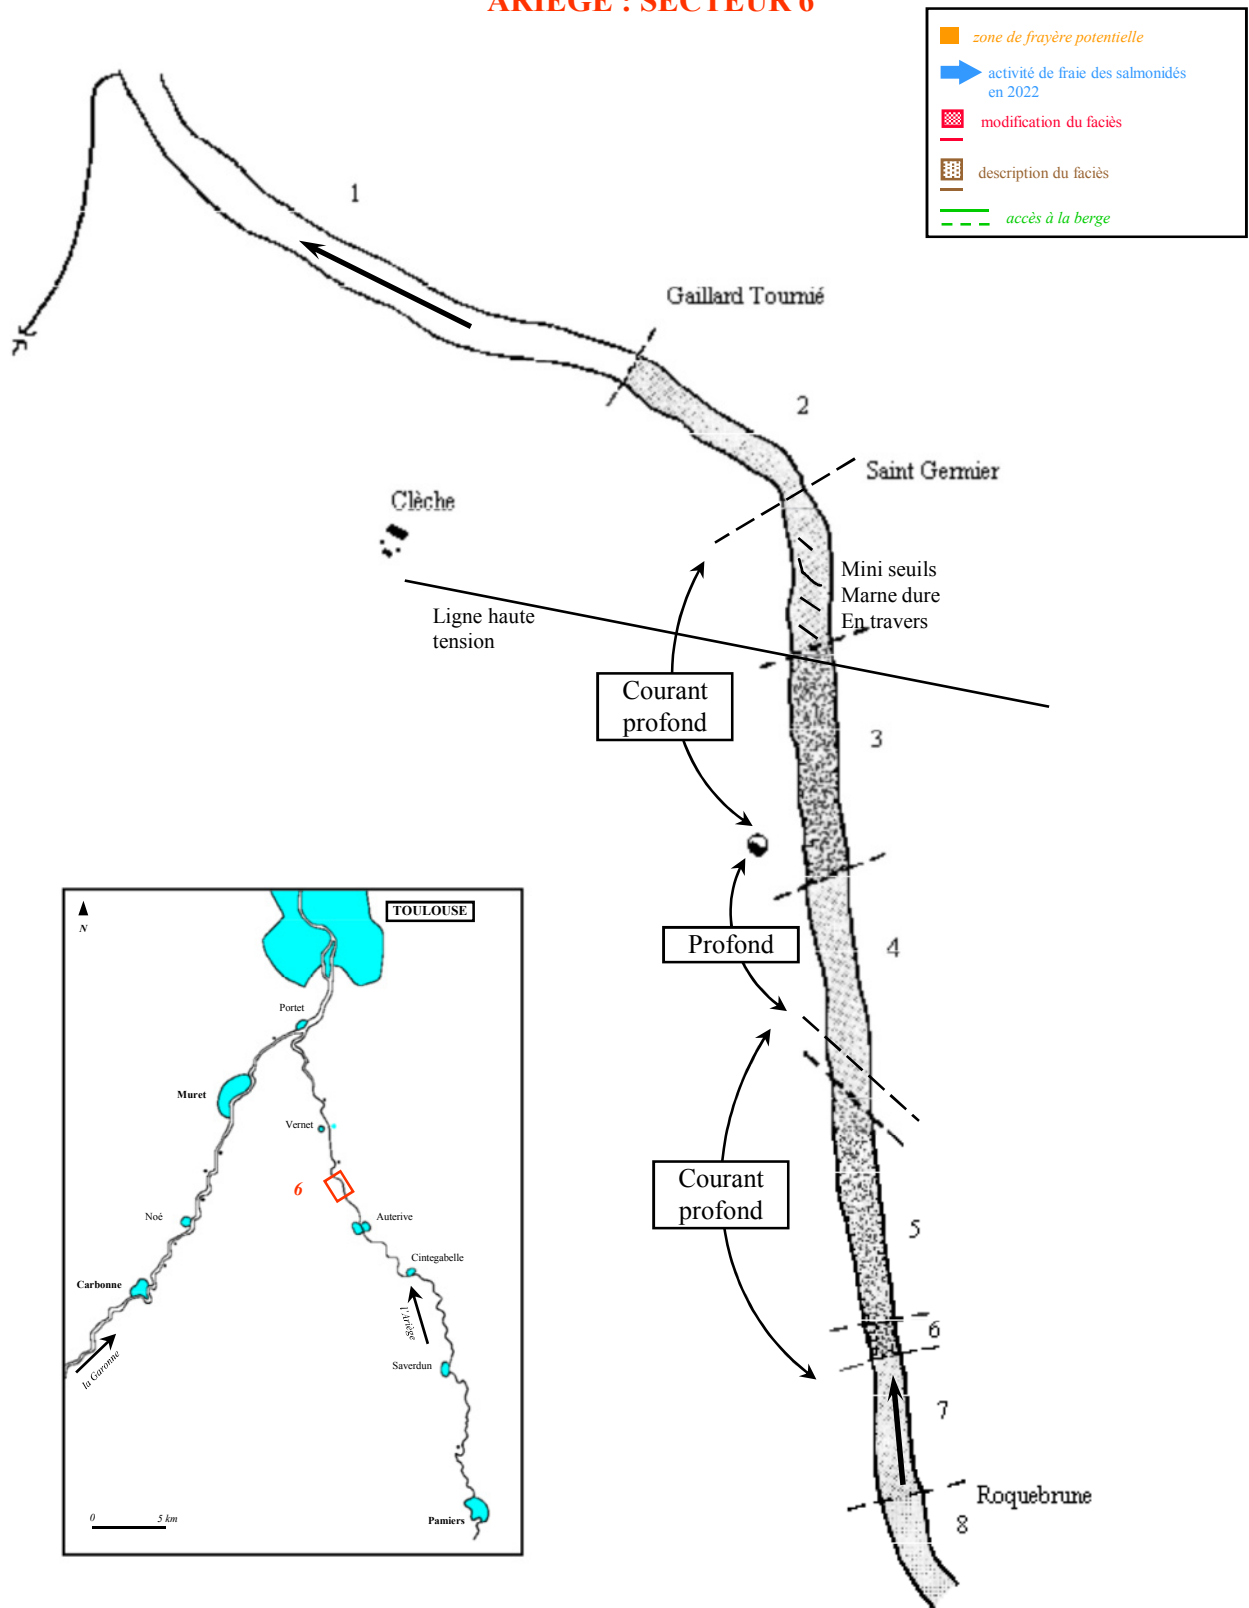 ARIEGE : SECTEUR 6
zone de frayère potentielle
activité de fraie des salmonidés
en 2022
modification du faciès
description du faciès
accès à la berge
1
Gaillard Tournié
2
Saint Germier
Clèche
Mini seuils
Marne dure
En travers
Ligne haute
tension
Courant
profond
3
Profond
4
Courant
profond
5
6
7
Roquebrune
8
TOULOUSE
N
Portet
Muret
Vernet
6
Noé
Auterive
Cintegabelle
Carbonne
l'Ariège
la Garonne
Saverdun
Pamiers
0 5 km